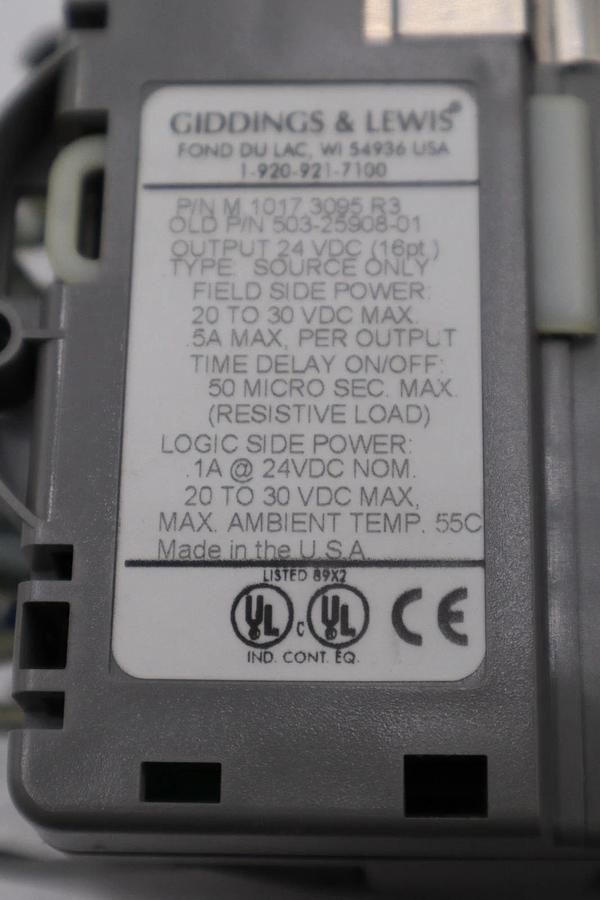 GIDDINGS & LEWIS®
FOND DU LAC, WI 54936 USA
1-920-921-7100
P/N M.1017.3095 R3
OLD P/N 503-25908-01
OUTPUT 24 VDC (16pt.)
TYPE: SOURCE ONLY
FIELD SIDE POWER:
20 TO 30 VDC MAX.
.5A MAX, PER OUTPUT
TIME DELAY ON/OFF:
50 MICRO SEC. MAX.
(RESISTIVE LOAD)
LOGIC SIDE POWER:
.1A @ 24VDC NOM.
20 TO 30 VDC MAX,
MAX. AMBIENT TEMP. 55C
Made in the U.S.A.
LISTED 89X2
UL c UL CE
IND. CONT. EQ.